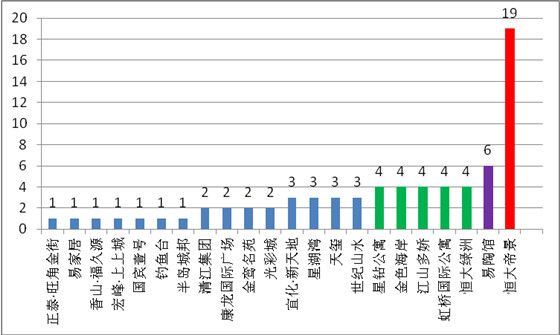 20
18
16
14
12
10
8
6
4
2
0
1
1
1
1
1
1
1
2
2
2
2
3
3
3
3
4
4
4
4
4
6
19
正泰·旺角金街
易家居
香山·福久源
宏峰·上上城
国宾壹号
钓鱼台
半岛城邦
清江集团
康龙国际广场
金莺名苑
光彩城
宜化·新天地
星湖湾
天玺
世纪山水
星钻公寓
金色海岸
江山多娇
虹桥国际公寓
恒大绿洲
易陶馆
恒大帝景